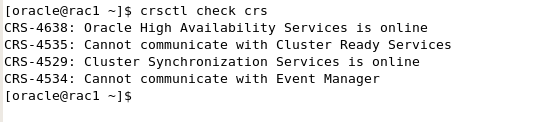 [oracle@rac1 ~]$ crsctl check crs
CRS-4638: Oracle High Availability Services is online
CRS-4535: Cannot communicate with Cluster Ready Services
CRS-4529: Cluster Synchronization Services is online
CRS-4534: Cannot communicate with Event Manager
[oracle@rac1 ~]$